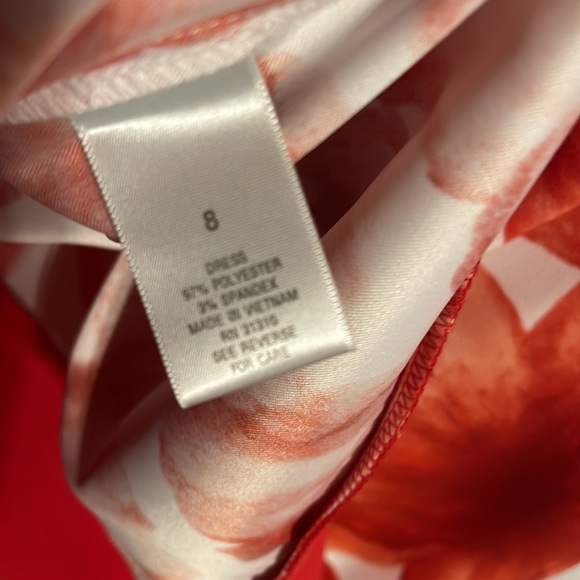 8
DRESS
97% POLYESTER
3% SPANDEX
MADE IN VIETNAM
RN 31310
SEE REVERSE
FOR CARE